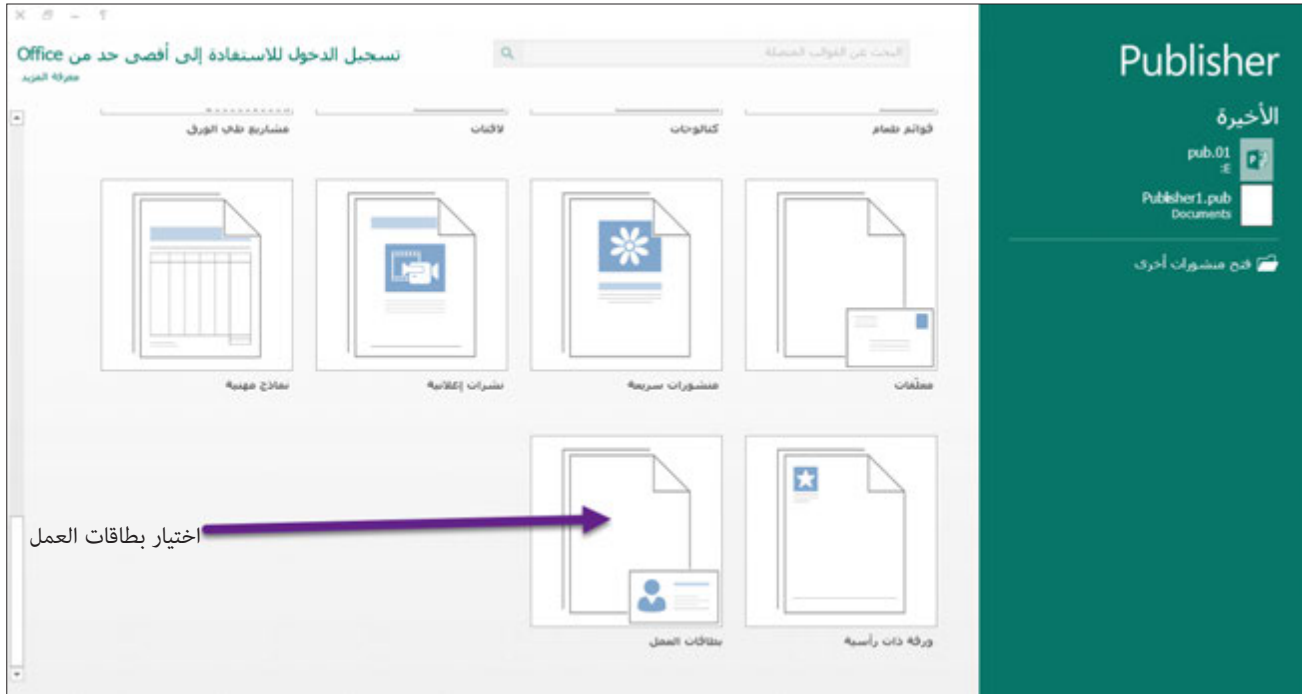 Publisher
الأخيرة
pub.01
E:
Publisher1.pub
Documents
فتح منشورات أخرى
البحث عن القوالب المتصلة
تسجيل الدخول للاستفادة إلى أقصى حد من Office
معرفة المزيد
قوائم طعام
كتالوجات
لافتات
مشاريع طي الورق
مغلّفات
منشورات سريعة
نشرات إعلانية
نماذج مهنية
ورقة ذات رأسية
بطاقات العمل
اختيار بطاقات العمل